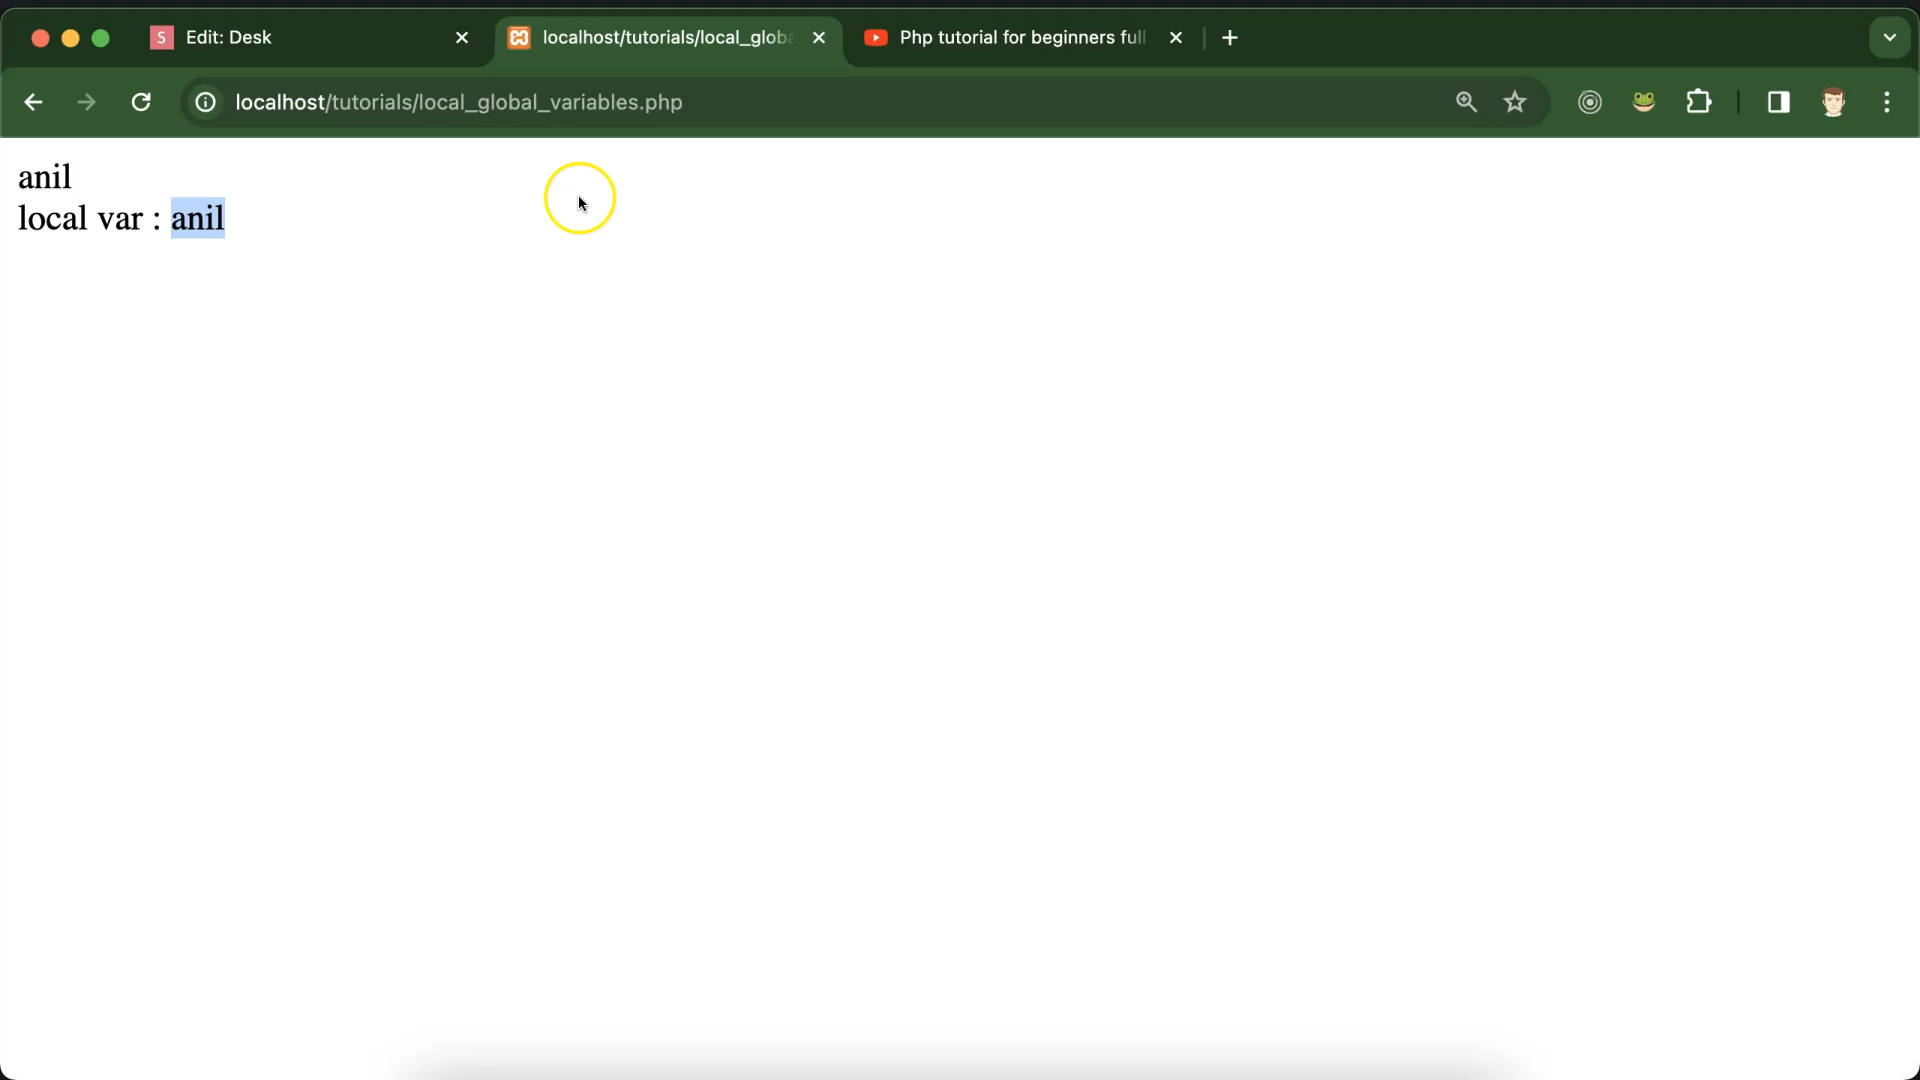 S Edit: Desk
localhost/tutorials/local_glob
Php tutorial for beginners full
localhost/tutorials/local_global_variables.php
anil
local var : anil